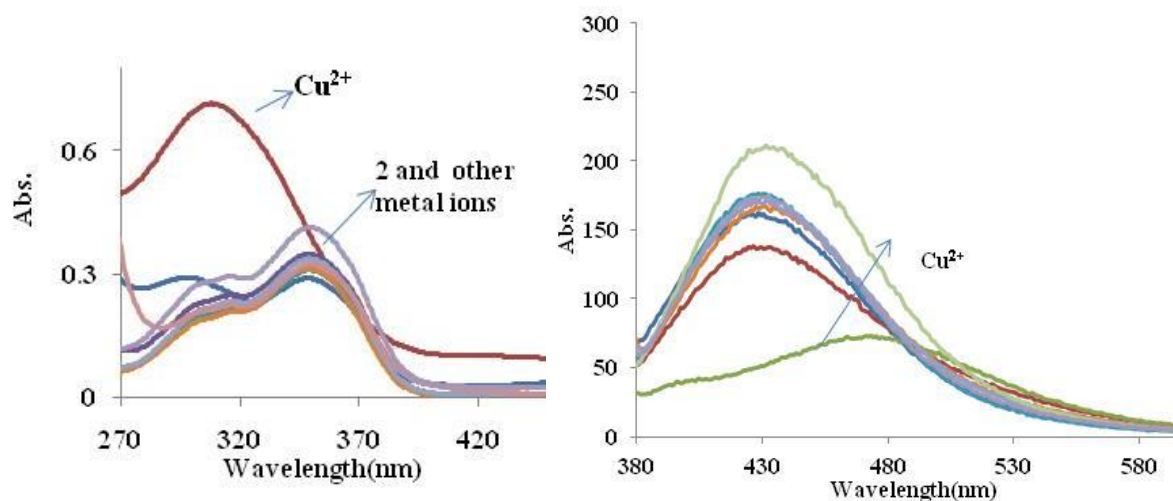 Abs.
0.6
0.3
0
270
320
370
420
Wavelength(nm)
Cu²⁺
2 and other
metal ions
Abs.
300
250
200
150
100
50
0
380
430
480
530
580
Wavelength(nm)
Cu²⁺